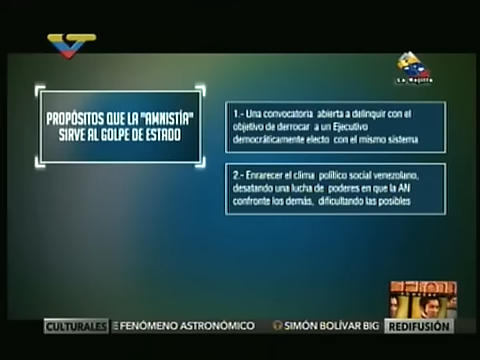 La Hojilla
PROPÓSITOS QUE LA "AMNISTÍA"
SIRVE AL GOLPE DE ESTADO
1.- Una convocatoria abierta a delinquir con el
objetivo de derrocar a un Ejecutivo
democráticamente electo con el mismo sistema
2.- Enrarecer el clima político social venezolano,
desatando una lucha de poderes en que la AN
confronte los demás, dificultando las posibles
CULTURALES
E FENÓMENO ASTRONÓMICO
SIMÓN BOLÍVAR BIG
REDIFUSIÓN